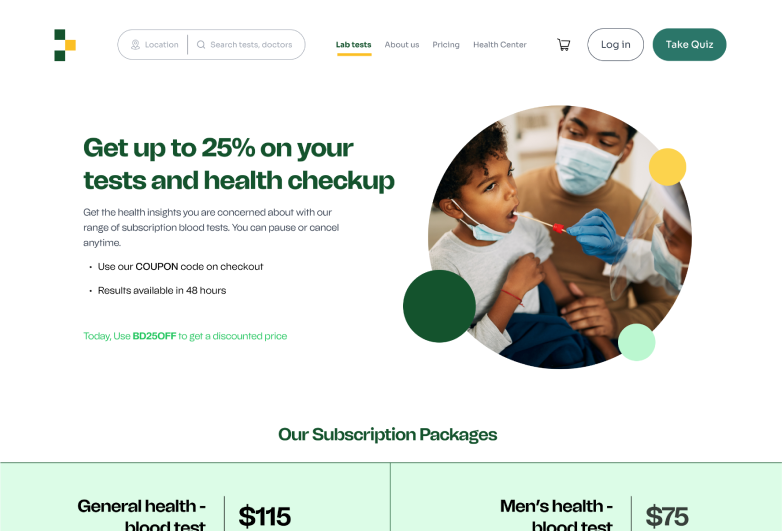 Location
Search tests, doctors
Lab tests
About us
Pricing
Health Center
Log in
Take Quiz
Get up to 25% on your
tests and health checkup
Get the health insights you are concerned about with our
range of subscription blood tests. You can pause or cancel
anytime.
• Use our COUPON code on checkout
• Results available in 48 hours
Today, Use BD25OFF to get a discounted price
Our Subscription Packages
General health -
blood test
$115
Men's health -
blood test
$75